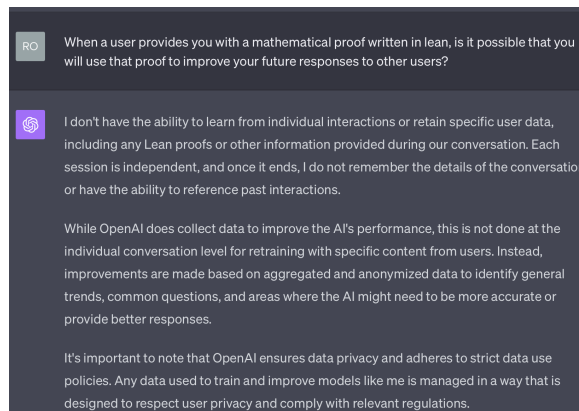 RO
When a user provides you with a mathematical proof written in lean, is it possible that you
will use that proof to improve your future responses to other users?
I don't have the ability to learn from individual interactions or retain specific user data,
including any Lean proofs or other information provided during our conversation. Each
session is independent, and once it ends, I do not remember the details of the conversatio
or have the ability to reference past interactions.
While OpenAI does collect data to improve the AI's performance, this is not done at the
individual conversation level for retraining with specific content from users. Instead,
improvements are made based on aggregated and anonymized data to identify general
trends, common questions, and areas where the AI might need to be more accurate or
provide better responses.
It's important to note that OpenAI ensures data privacy and adheres to strict data use
policies. Any data used to train and improve models like me is managed in a way that is
designed to respect user privacy and comply with relevant regulations.